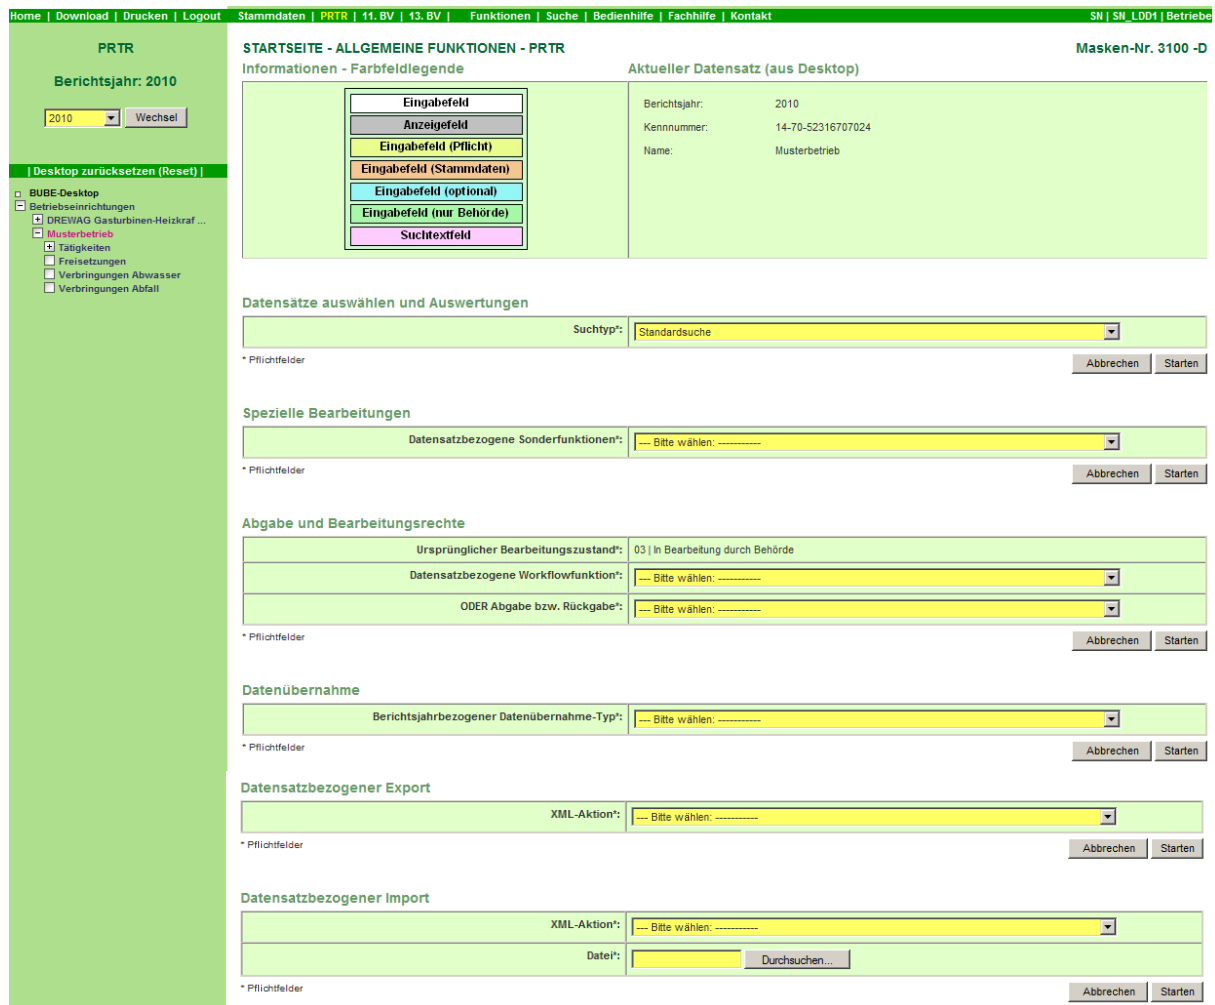 Home | Download | Drucken | Logout Stammdaten | PRTR | 11. BV | 13. BV | Funktionen | Suche | Bedienhilfe | Fachhilfe | Kontakt SN | SN_LDD1 | Betriebe
PRTR
Berichtsjahr: 2010
2010 Wechsel
| Desktop zurücksetzen (Reset) |
BUBE-Desktop
Betriebseinrichtungen
DREWAG Gasturbinen-Heizkraf ...
Musterbetrieb
Tätigkeiten
Freisetzungen
Verbringungen Abwasser
Verbringungen Abfall
STARTSEITE - ALLGEMEINE FUNKTIONEN - PRTR Masken-Nr. 3100 -D
Informationen - Farbfeldlegende
Eingabefeld
Anzeigefeld
Eingabefeld (Pflicht)
Eingabefeld (Stammdaten)
Eingabefeld (optional)
Eingabefeld (nur Behörde)
Suchtextfeld
Aktueller Datensatz (aus Desktop)
Berichtsjahr: 2010
Kennnummer: 14-70-52316707024
Name: Musterbetrieb
Datensätze auswählen und Auswertungen
Suchtyp*: Standardsuche
* Pflichtfelder Abbrechen Starten
Spezielle Bearbeitungen
Datensatzbezogene Sonderfunktionen*: --- Bitte wählen: -----------
* Pflichtfelder Abbrechen Starten
Abgabe und Bearbeitungsrechte
Ursprünglicher Bearbeitungszustand*: 03 | In Bearbeitung durch Behörde
Datensatzbezogene Workflowfunktion*: --- Bitte wählen: -----------
ODER Abgabe bzw. Rückgabe*: --- Bitte wählen: -----------
* Pflichtfelder Abbrechen Starten
Datenübernahme
Berichtsjahrbezogener Datenübernahme-Typ*: --- Bitte wählen: -----------
* Pflichtfelder Abbrechen Starten
Datensatzbezogener Export
XML-Aktion*: --- Bitte wählen: -----------
* Pflichtfelder Abbrechen Starten
Datensatzbezogener Import
XML-Aktion*: --- Bitte wählen: -----------
Datei*: Durchsuchen...
* Pflichtfelder Abbrechen Starten